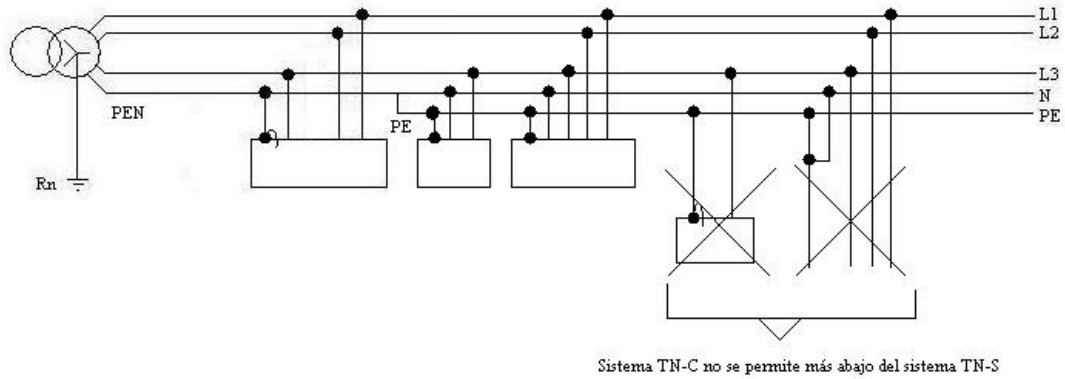 L1
L2
L3
N
PE
PEN
PE
Rn
Sistema TN-C no se permite más abajo del sistema TN-S